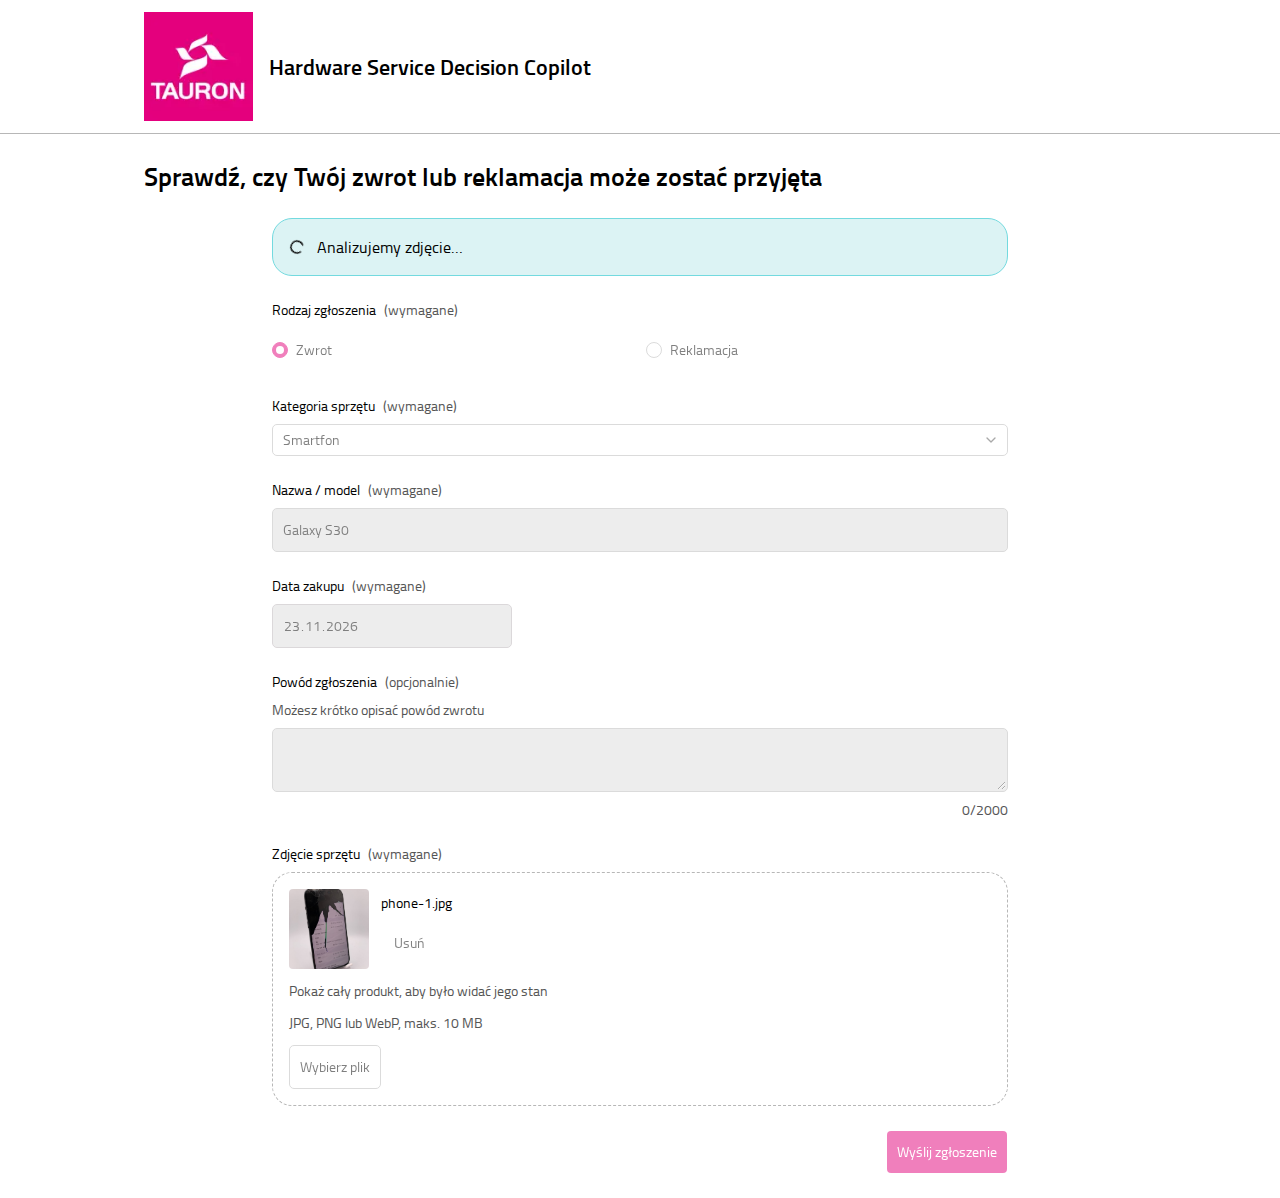 TAURON
Hardware Service Decision Copilot
Sprawdź, czy Twój zwrot lub reklamacja może zostać przyjęta
Analizujemy zdjęcie...
Rodzaj zgłoszenia (wymagane)
Zwrot
Reklamacja
Kategoria sprzętu (wymagane)
Smartfon
Nazwa / model (wymagane)
Galaxy S30
Data zakupu (wymagane)
23.11.2026
Powód zgłoszenia (opcjonalnie)
Możesz krótko opisać powód zwrotu
0/2000
Zdjęcie sprzętu (wymagane)
phone-1.jpg
Usuń
Pokaż cały produkt, aby było widać jego stan
JPG, PNG lub WebP, maks. 10 MB
Wybierz plik
Wyślij zgłoszenie